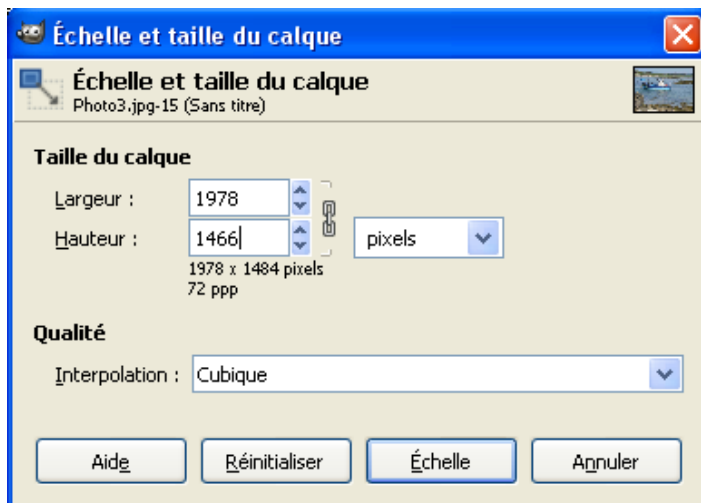 Échelle et taille du calque
Échelle et taille du calque
Photo3.jpg-15 (Sans titre)
Taille du calque
Largeur : 1978
Hauteur : 1466 pixels
1978 x 1484 pixels
72 ppp
Qualité
Interpolation : Cubique
Aide Réinitialiser Échelle Annuler